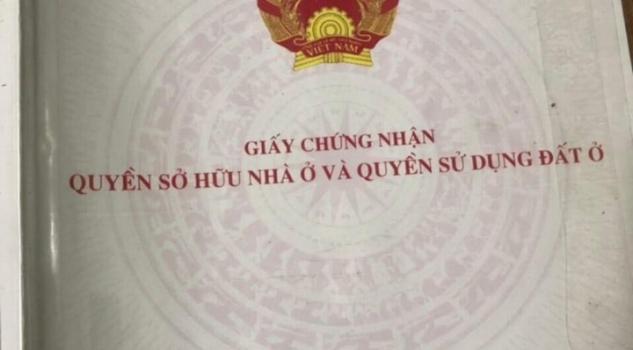 VIỆT NAM
GIẤY CHỨNG NHẬN
QUYỀN SỞ HỮU NHÀ Ở VÀ QUYỀN SỬ DỤNG ĐẤT Ở